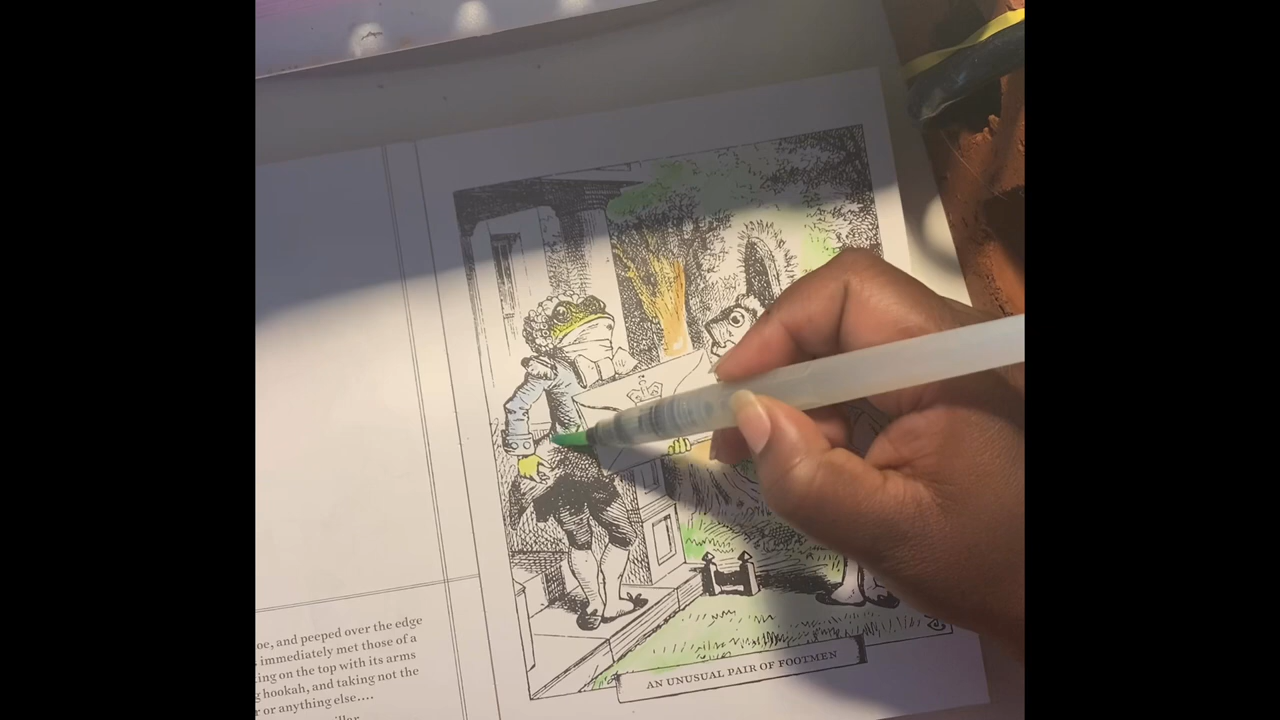 oe, and peeped over the edge
immediately met those of a
ing on the top with its arms
g hookah, and taking not the
r or anything else....
AN UNUSUAL PAIR OF FOOTMEN